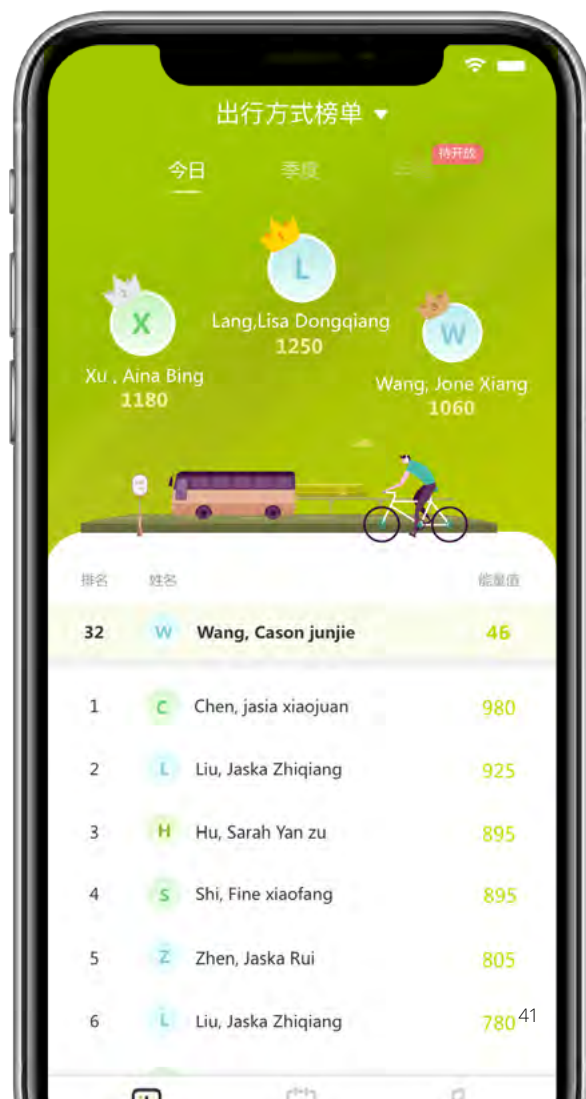 出行方式榜单
待开放
今日 季度
L
X
W
Lang,Lisa Dongqiang
1250
Xu , Aina Bing
1180
Wang, Jone Xiang
1060
排名 姓名 能量值
32 W Wang, Cason junjie 46
1 C Chen, jasia xiaojuan 980
2 L Liu, Jaska Zhiqiang 925
3 H Hu, Sarah Yan zu 895
4 S Shi, Fine xiaofang 895
5 Z Zhen, Jaska Rui 805
6 L Liu, Jaska Zhiqiang 780
41